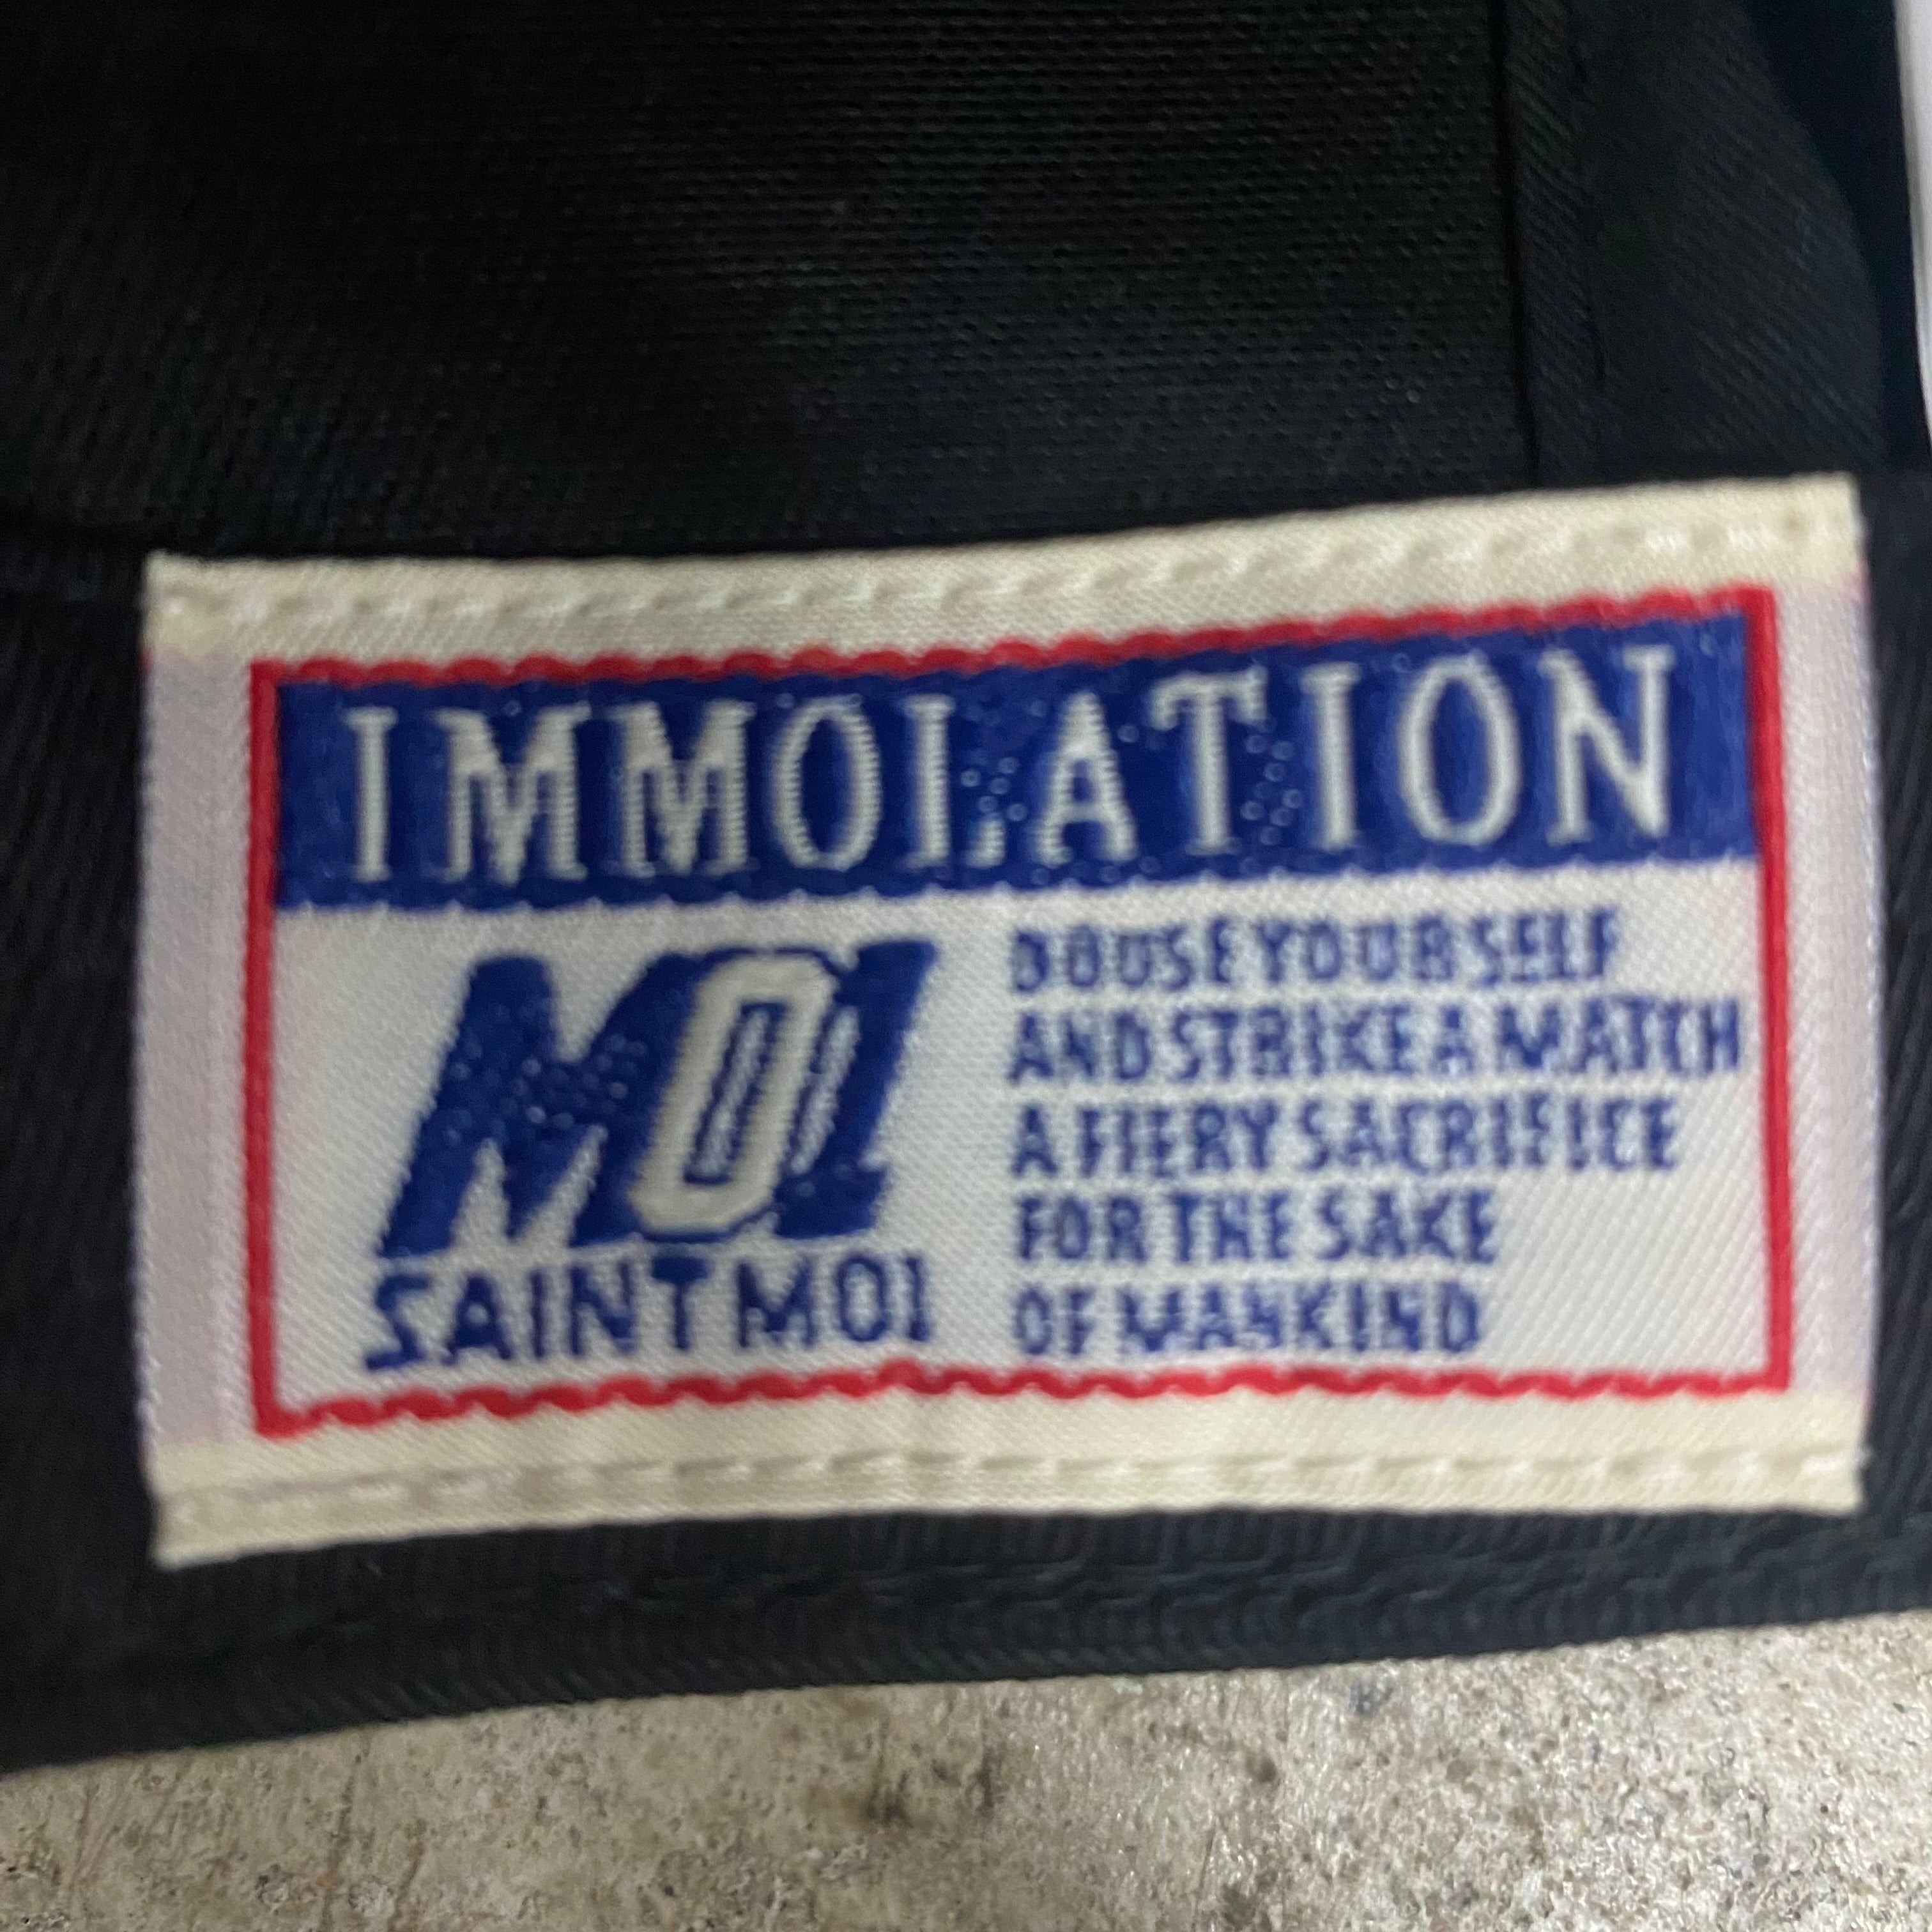 IMMOLATION
MOI
SAINT MOI
DOUSE YOURSELF
AND STRIKE A MATCH
A FIERY SACRIFICE
FOR THE SAKE
OF MANKIND